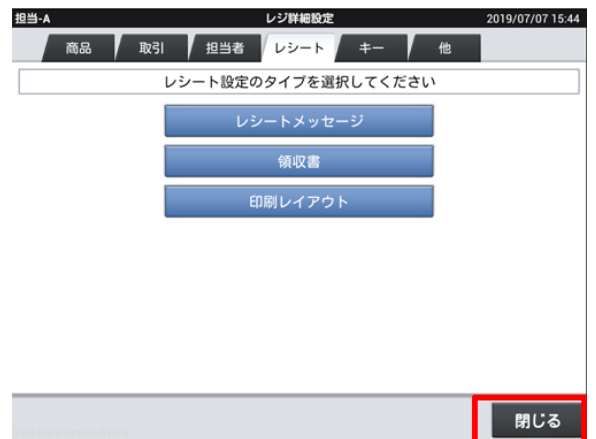 担当-A レジ詳細設定 2019/07/07 15:44
商品 取引 担当者 レシート キー 他
レシート設定のタイプを選択してください
レシートメッセージ
領収書
印刷レイアウト
閉じる